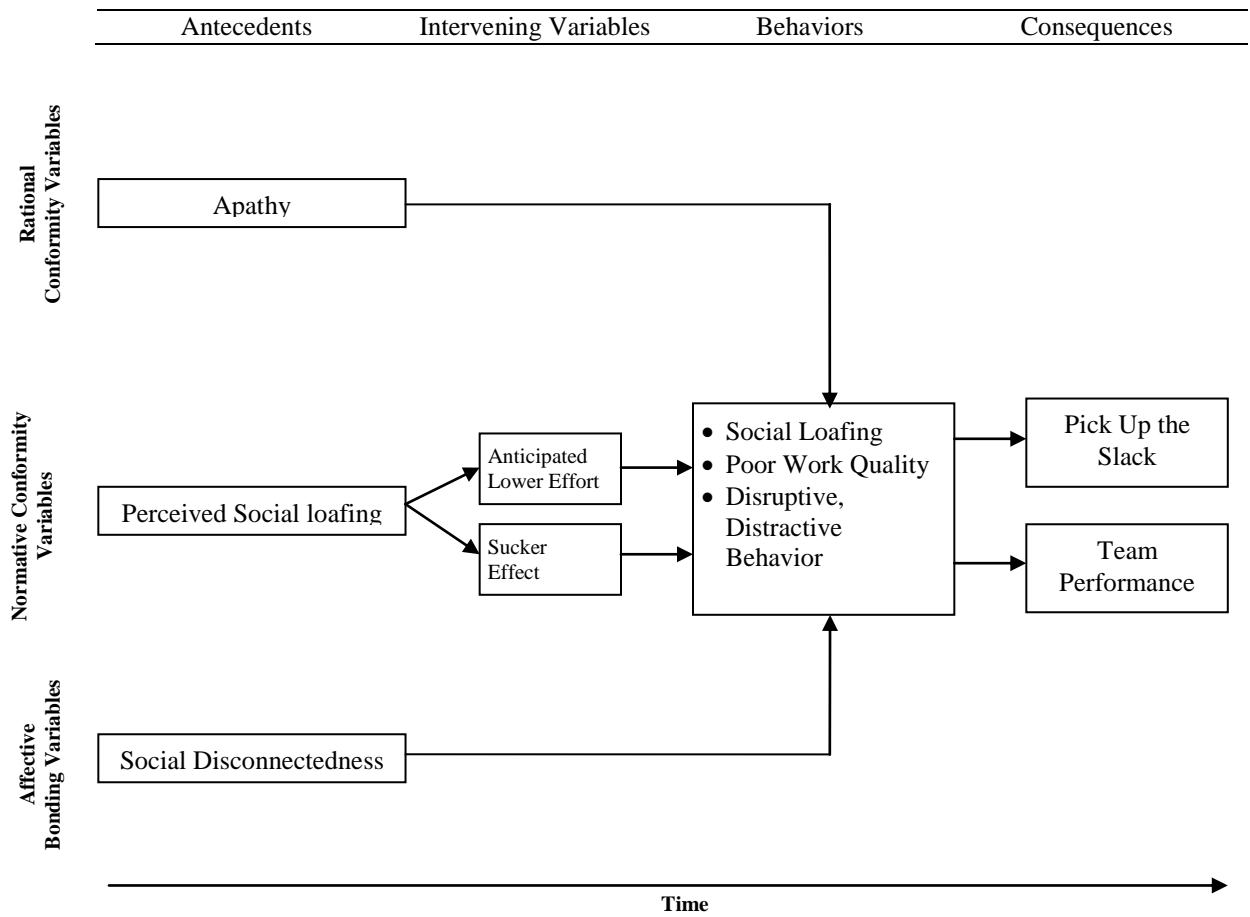 Antecedents Intervening Variables Behaviors Consequences
Rational
Conformity Variables
Apathy
Normative Conformity
Variables
Perceived Social loafing
Anticipated
Lower Effort
Sucker
Effect
• Social Loafing
• Poor Work Quality
• Disruptive,
Distractive
Behavior
Pick Up the
Slack
Team
Performance
Affective
Bonding Variables
Social Disconnectedness
Time